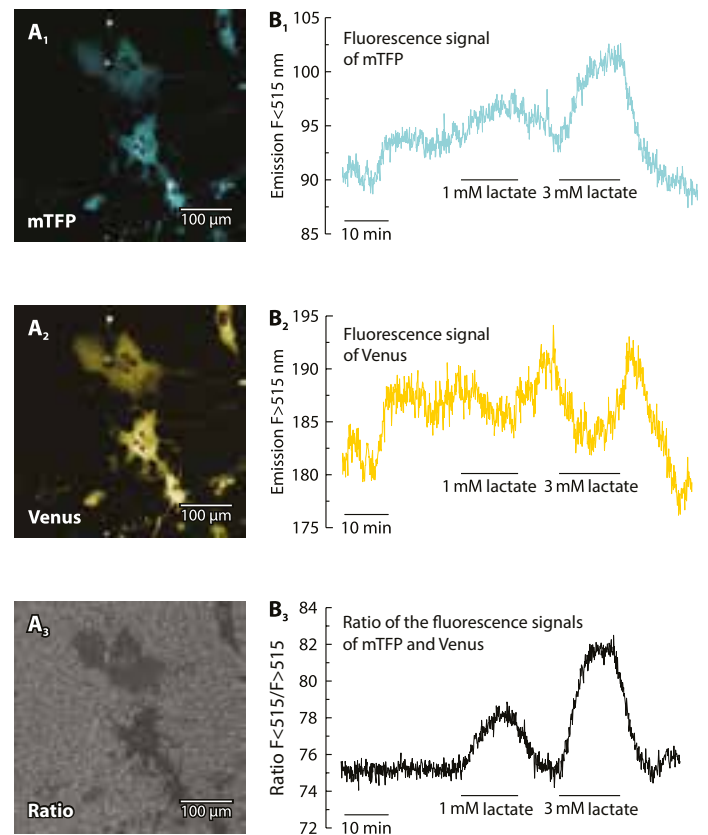 A1
mTFP
100 µm
B1
Emission F<515 nm
105
100
95
90
85
Fluorescence signal
of mTFP
1 mM lactate
3 mM lactate
10 min
A2
Venus
100 µm
B2
Emission F>515 nm
195
190
185
180
175
Fluorescence signal
of Venus
1 mM lactate
3 mM lactate
10 min
A3
Ratio
100 µm
B3
Ratio F<515/F>515
84
82
80
78
76
74
72
Ratio of the fluorescence signals
of mTFP and Venus
1 mM lactate
3 mM lactate
10 min